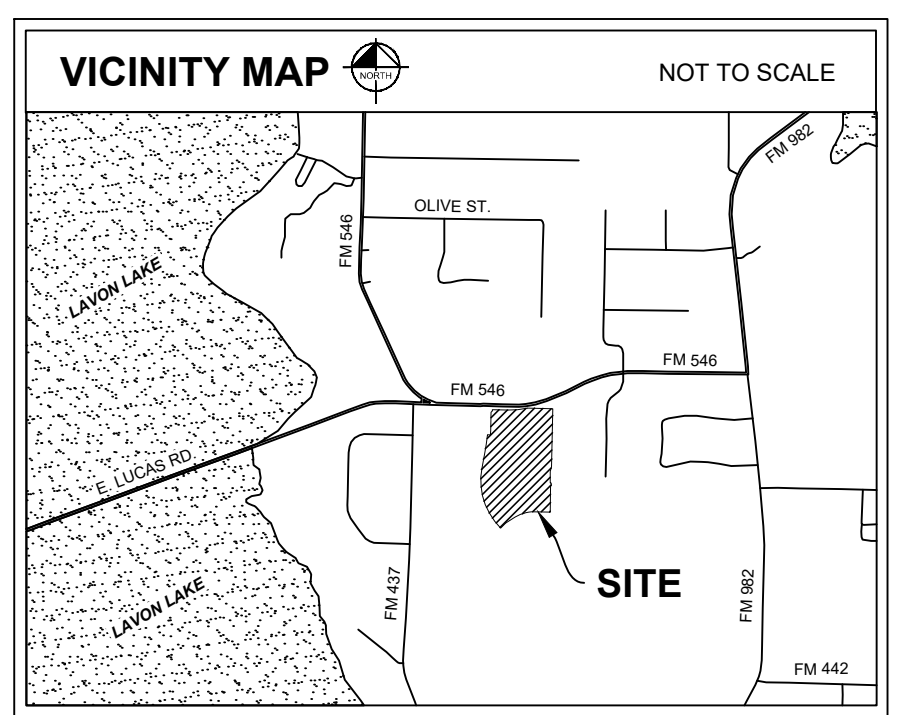 VICINITY MAP
NORTH
NOT TO SCALE
FM 982
OLIVE ST.
FM 546
LAVON LAKE
FM 546
FM 546
E. LUCAS RD.
SITE
FM 437
FM 982
LAVON LAKE
FM 442